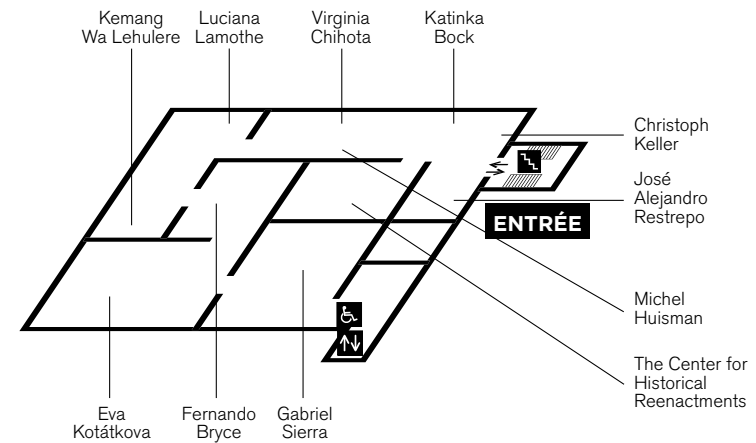 Kemang
Wa Lehulere
Luciana
Lamothe
Virginia
Chihota
Katinka
Bock
Christoph
Keller
José
Alejandro
Restrepo
ENTRÉE
Michel
Huisman
The Center for
Historical
Reenactments
Eva
Kotátkova
Fernando
Bryce
Gabriel
Sierra